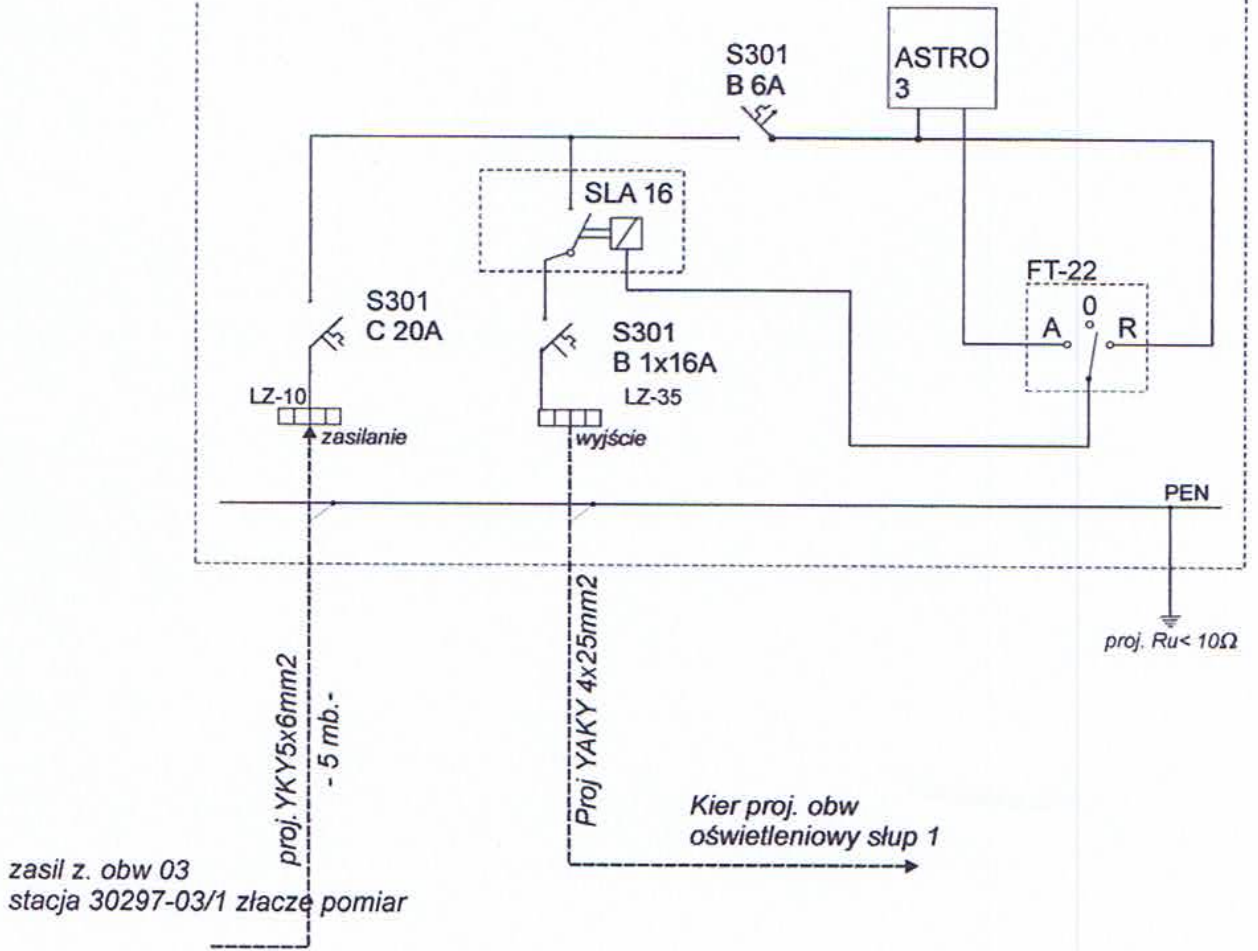 S301
B 6A
ASTRO
3
SLA 16
FT-22
0
A
R
S301
C 20A
S301
B 1x16A
LZ-10
LZ-35
zasilanie
wyjście
PEN
proj. Ru< 10Ω
proj. YKY5x6mm2
- 5 mb.-
Proj YAKY 4x25mm2
Kier proj. obw
oświetleniowy słup 1
zasil z. obw 03
stacja 30297-03/1 złacze pomiar